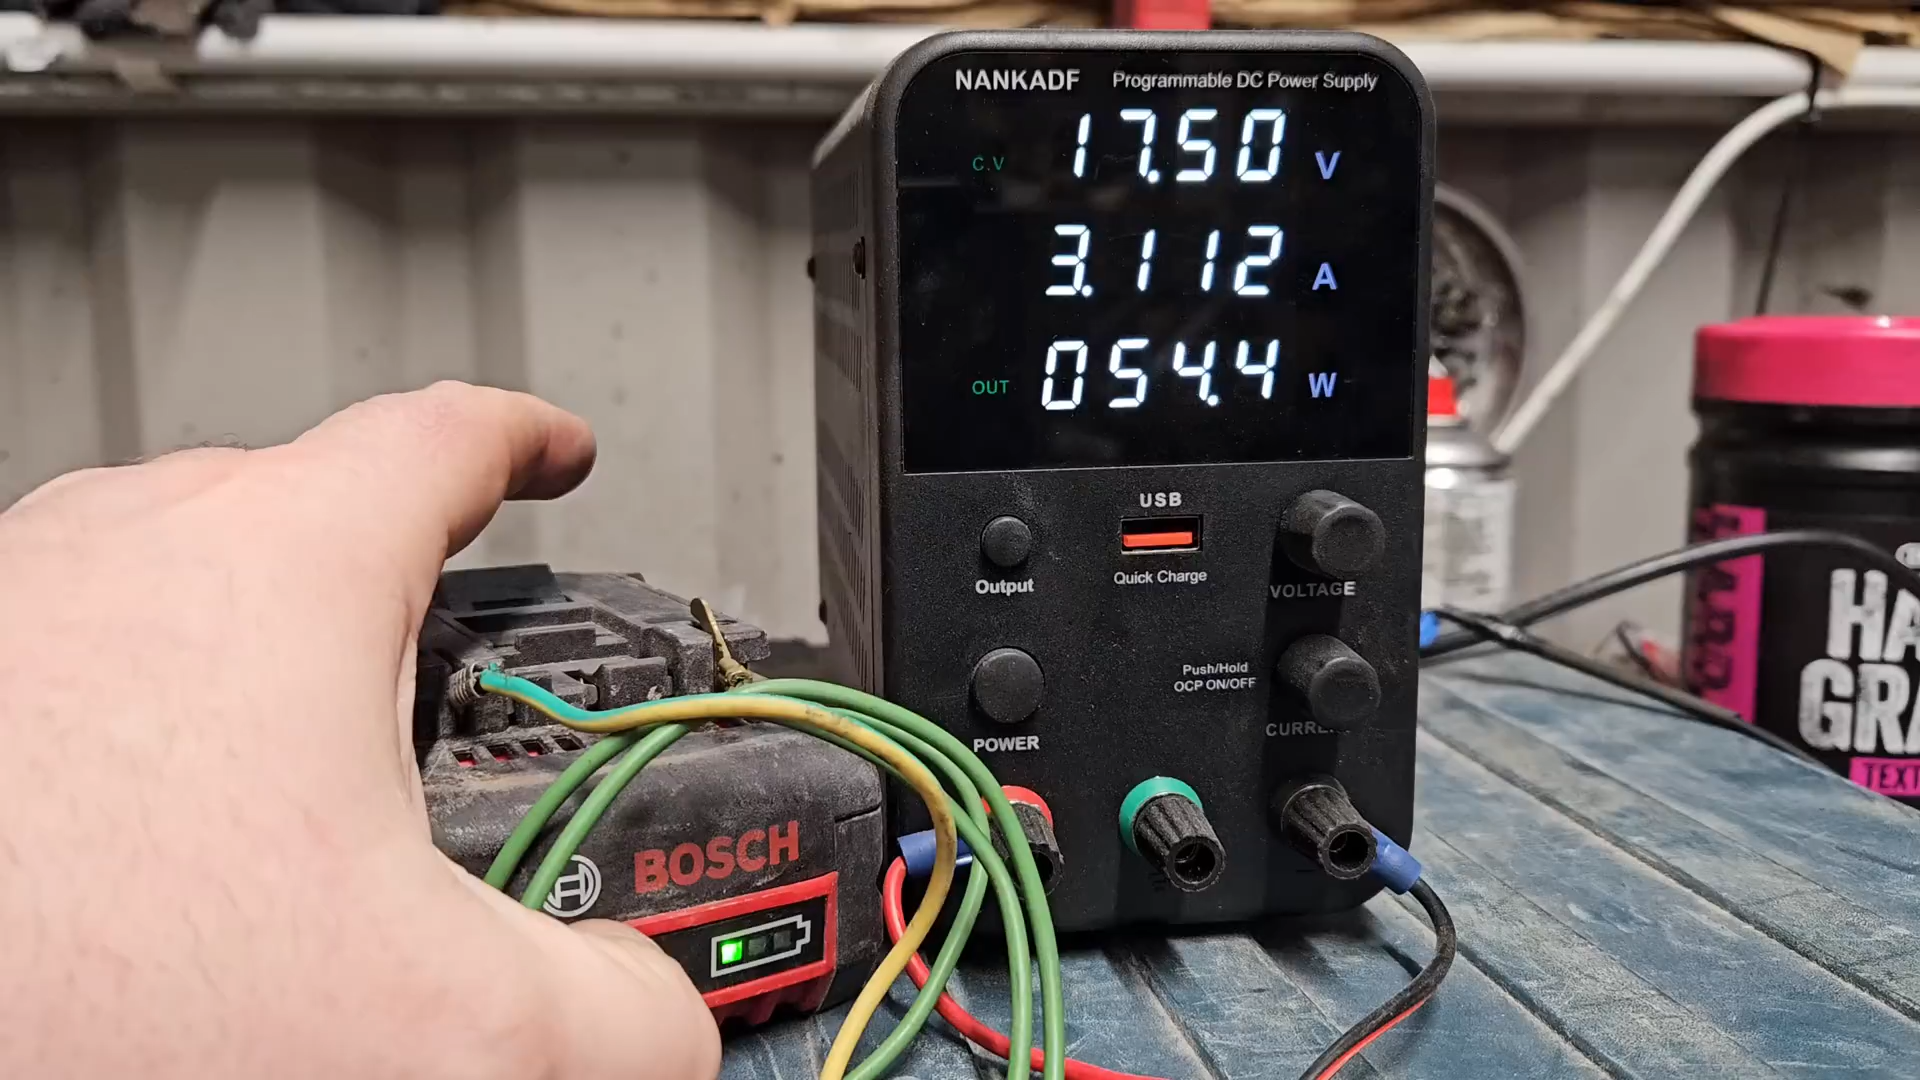 NANKADF Programmable DC Power Supply
C.V 17.50 V
3.112 A
OUT 054.4 W
USB
Output
Quick Charge
VOLTAGE
Push/Hold
OCP ON/OFF
POWER
BOSCH
TEXT